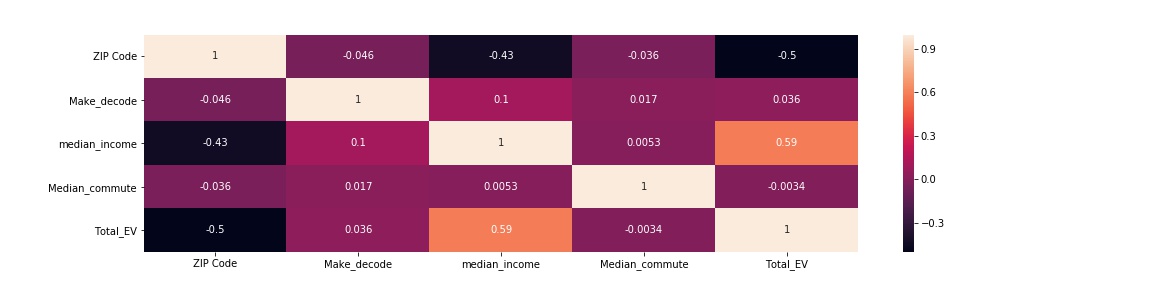 ZIP Code 1 -0.046 -0.43 -0.036 -0.5
Make_decode -0.046 1 0.1 0.017 0.036
median_income -0.43 0.1 1 0.0053 0.59
Median_commute -0.036 0.017 0.0053 1 -0.0034
Total_EV -0.5 0.036 0.59 -0.0034 1
ZIP Code Make_decode median_income Median_commute Total_EV
0.9
0.6
0.3
0.0
−0.3